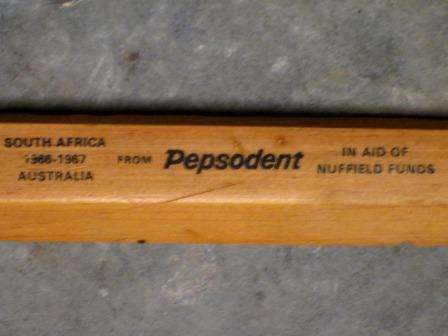 SOUTH AFRICA
1966-1967
AUSTRALIA
FROM
Pepsodent
IN AID OF
NUFFIELD FUNDS